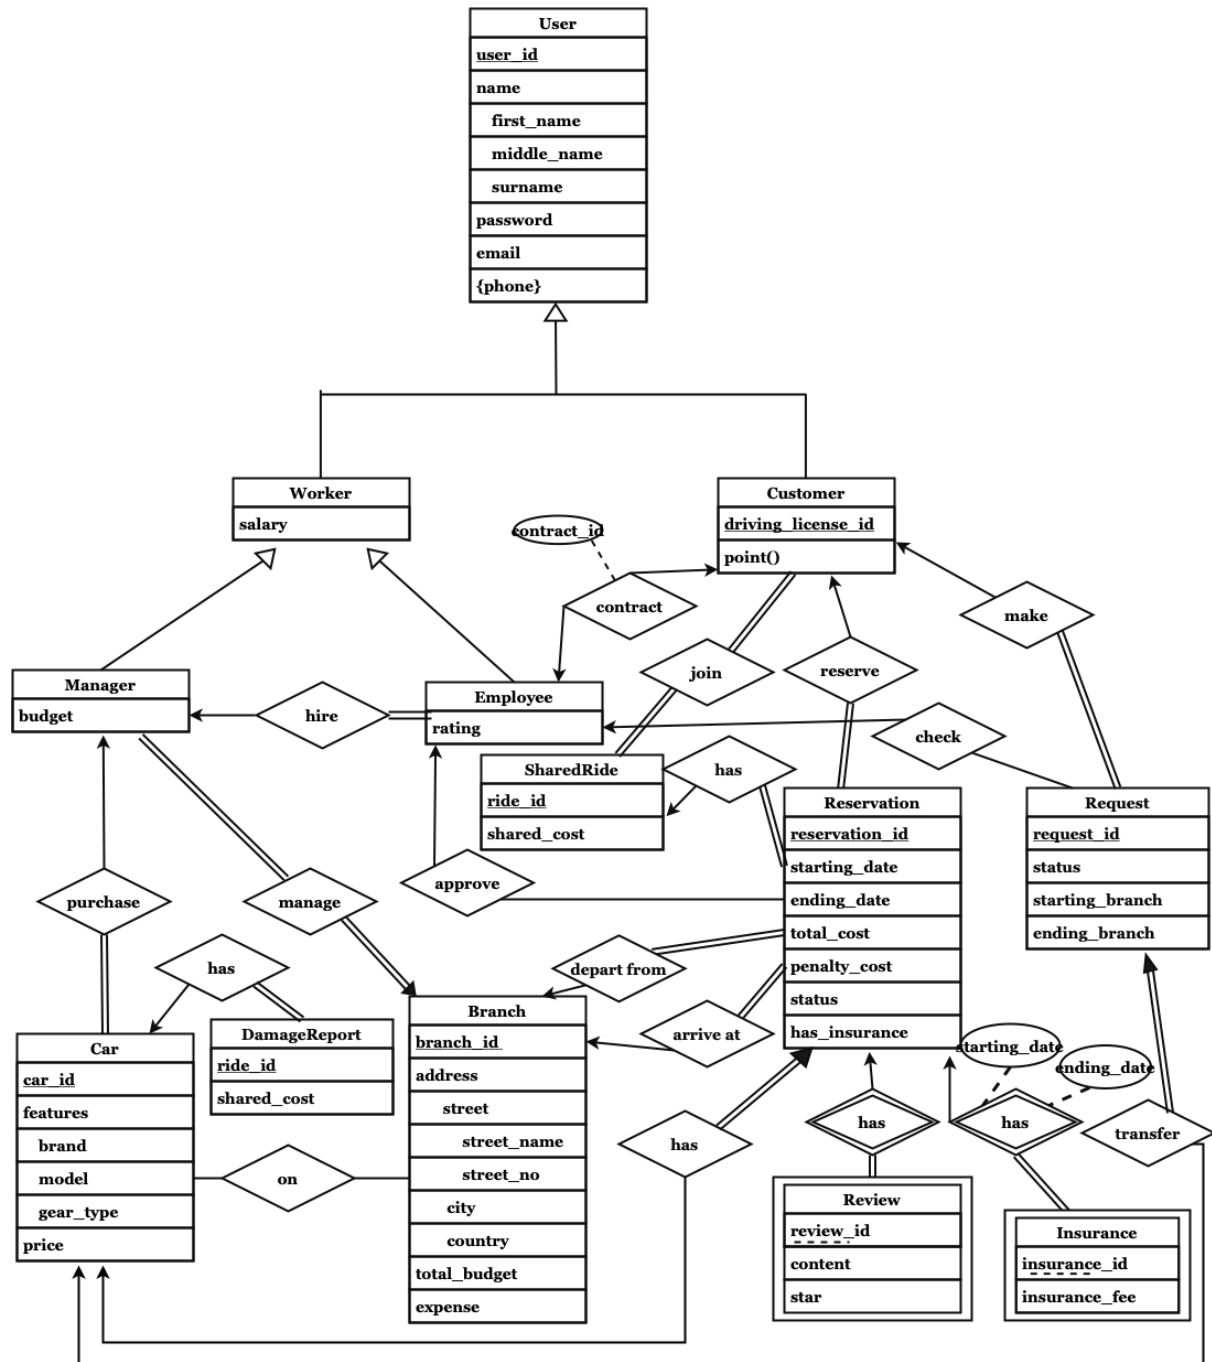 User
user_id
name
first_name
middle_name
surname
password
email
{phone}
Worker
salary
Customer
driving_license_id
point()
contract_id
contract
make
join
reserve
Manager
budget
hire
Employee
rating
check
SharedRide
ride_id
shared_cost
has
Reservation
reservation_id
starting_date
ending_date
total_cost
penalty_cost
status
has_insurance
Request
request_id
status
starting_branch
ending_branch
purchase
manage
approve
has
depart from
arrive at
DamageReport
ride_id
shared_cost
Car
car_id
features
brand
model
gear_type
price
on
Branch
branch_id
address
street
street_name
street_no
city
country
total_budget
expense
has
has
starting_date
ending_date
has
transfer
Review
review_id
content
star
Insurance
insurance_id
insurance_fee